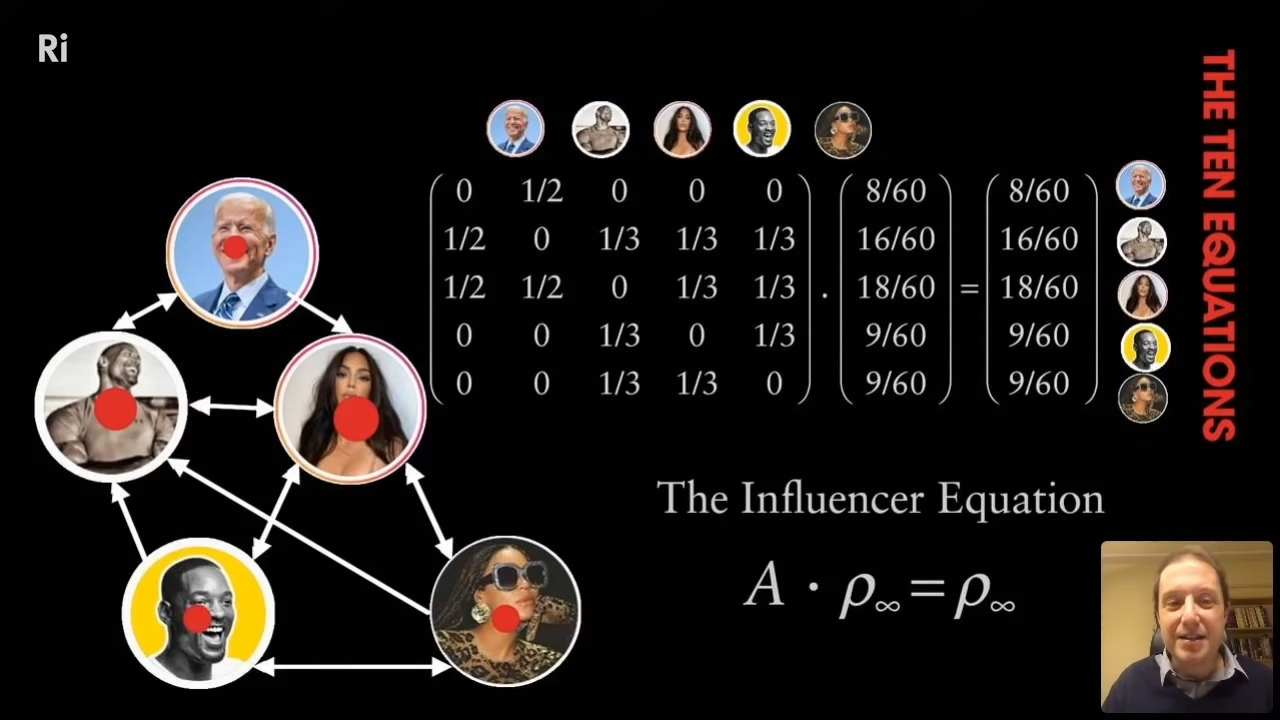 Ri
THE TEN EQUATIONS
0 1/2 0 0 0 8/60 8/60
1/2 0 1/3 1/3 1/3 16/60 16/60
1/2 1/2 0 1/3 1/3 . 18/60 = 18/60
0 0 1/3 0 1/3 9/60 9/60
0 0 1/3 1/3 0 9/60 9/60
The Influencer Equation
A · ρ∞ = ρ∞